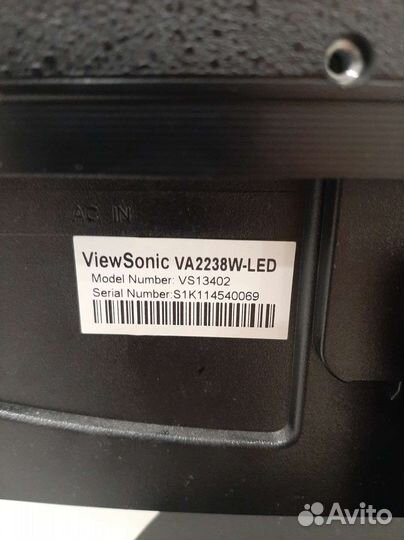 AC IN
ViewSonic VA2238W-LED
Model Number: VS13402
Serial Number:S1K114540069
Avito